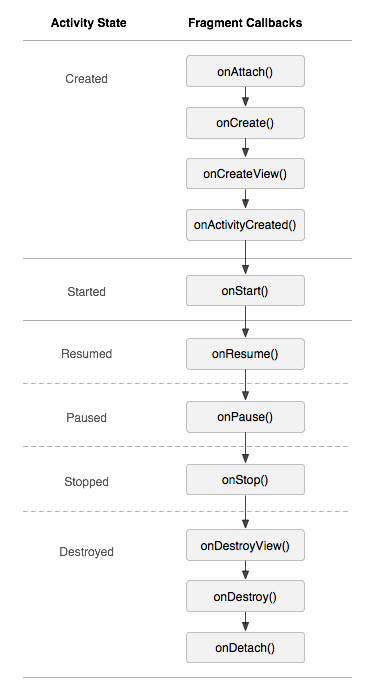 Activity State Fragment Callbacks
Created
onAttach()
onCreate()
onCreateView()
onActivityCreated()
Started
onStart()
Resumed
onResume()
Paused
onPause()
Stopped
onStop()
Destroyed
onDestroyView()
onDestroy()
onDetach()